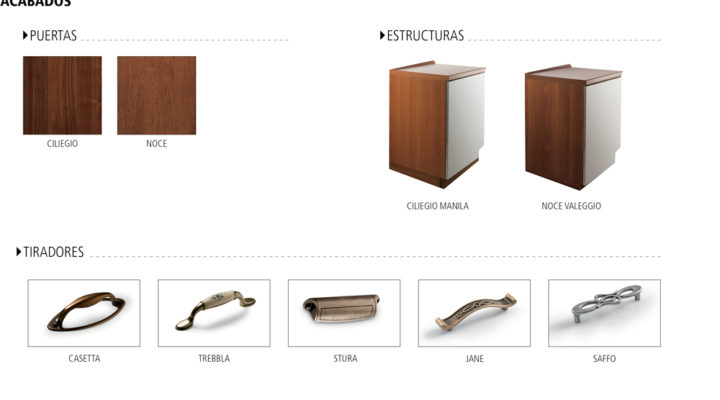 ACABADOS
PUERTAS
ESTRUCTURAS
CILIEGIO
NOCE
CILIEGIO MANILA
NOCE VALEGGIO
TIRADORES
CASETTA
TREBBLA
STURA
JANE
SAFFO